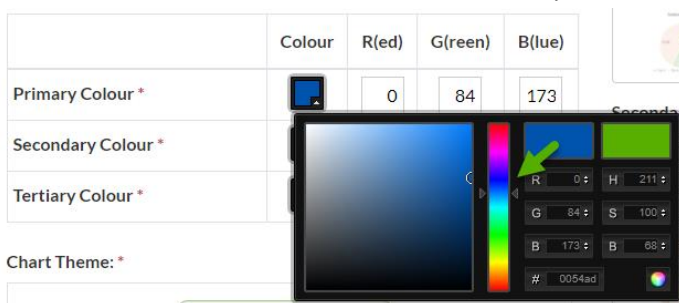 Colour R(ed) G(reen) B(lue)
Primary Colour * 0 84 173
Secondary Colour *
Tertiary Colour *
Chart Theme: *
Seconda
R 0 H 211
G 84 S 100
B 173 B 68
# 0054ad